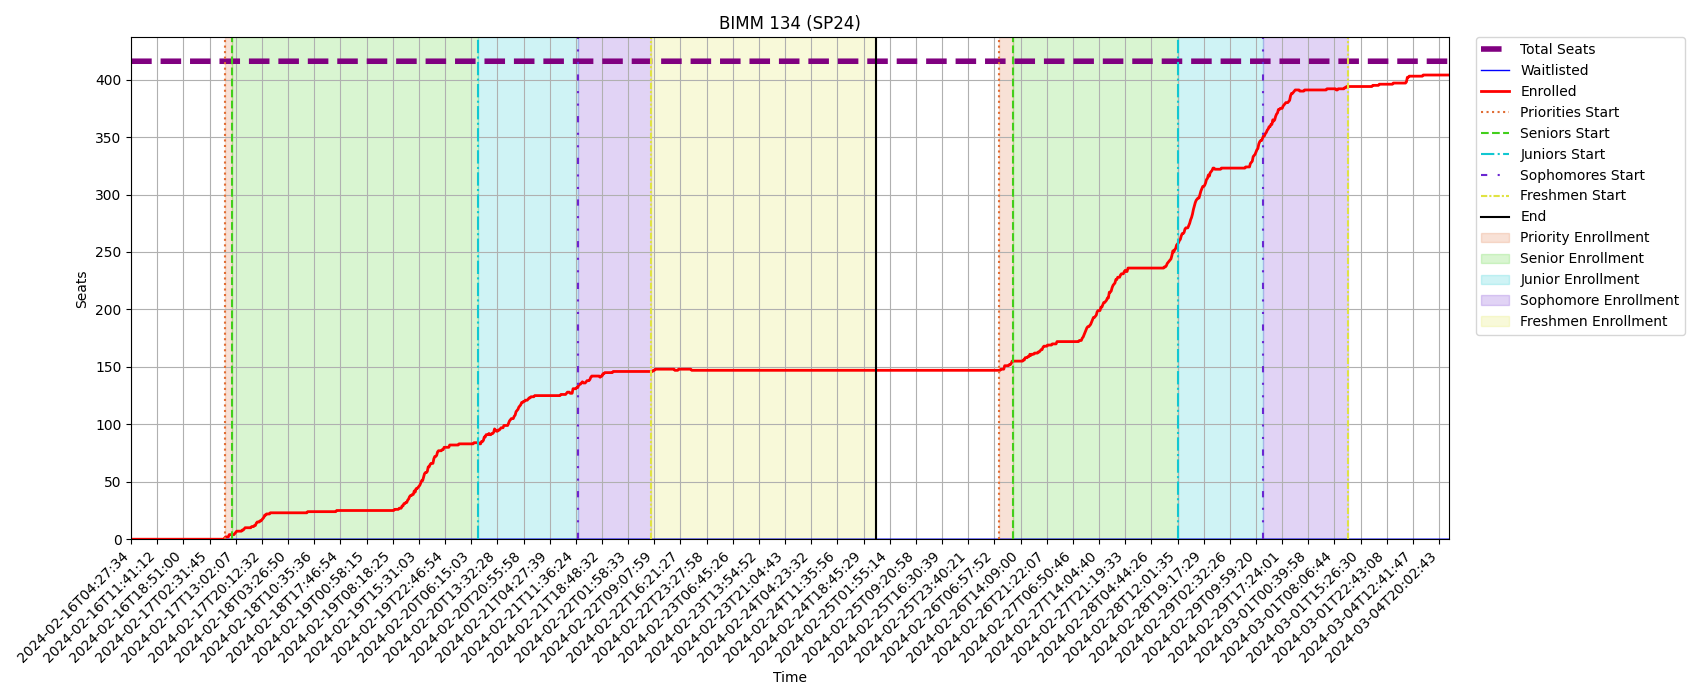 BIMM 134 (SP24)
Total Seats
Waitlisted
Enrolled
Priorities Start
Seniors Start
Juniors Start
Sophomores Start
Freshmen Start
End
Priority Enrollment
Senior Enrollment
Junior Enrollment
Sophomore Enrollment
Freshmen Enrollment
Seats
400
350
300
250
200
150
100
50
0
2024-02-16T04:27:34
2024-02-16T11:41:12
2024-02-16T18:51:00
2024-02-17T02:31:45
2024-02-17T13:02:07
2024-02-17T20:12:32
2024-02-18T03:26:50
2024-02-18T10:35:36
2024-02-18T17:46:54
2024-02-19T00:58:15
2024-02-19T08:18:25
2024-02-19T15:31:03
2024-02-19T22:46:54
2024-02-20T06:15:03
2024-02-20T13:32:28
2024-02-20T20:55:58
2024-02-21T04:27:39
2024-02-21T11:36:24
2024-02-21T18:48:32
2024-02-22T01:58:33
2024-02-22T09:07:59
2024-02-22T16:21:27
2024-02-22T23:27:58
2024-02-23T06:45:26
2024-02-23T13:54:52
2024-02-23T21:04:43
2024-02-24T04:23:32
2024-02-24T11:35:56
2024-02-24T18:45:29
2024-02-25T01:55:14
2024-02-25T09:20:58
2024-02-25T16:30:39
2024-02-25T23:40:21
2024-02-26T06:57:52
2024-02-26T14:09:00
2024-02-26T21:22:07
2024-02-27T06:50:46
2024-02-27T14:04:40
2024-02-27T21:19:33
2024-02-28T04:44:26
2024-02-28T12:01:35
2024-02-28T19:17:29
2024-02-29T02:32:26
2024-02-29T09:59:20
2024-02-29T17:24:01
2024-03-01T00:39:58
2024-03-01T08:06:44
2024-03-01T15:26:30
2024-03-01T22:43:08
2024-03-04T12:41:47
2024-03-04T20:02:43
Time